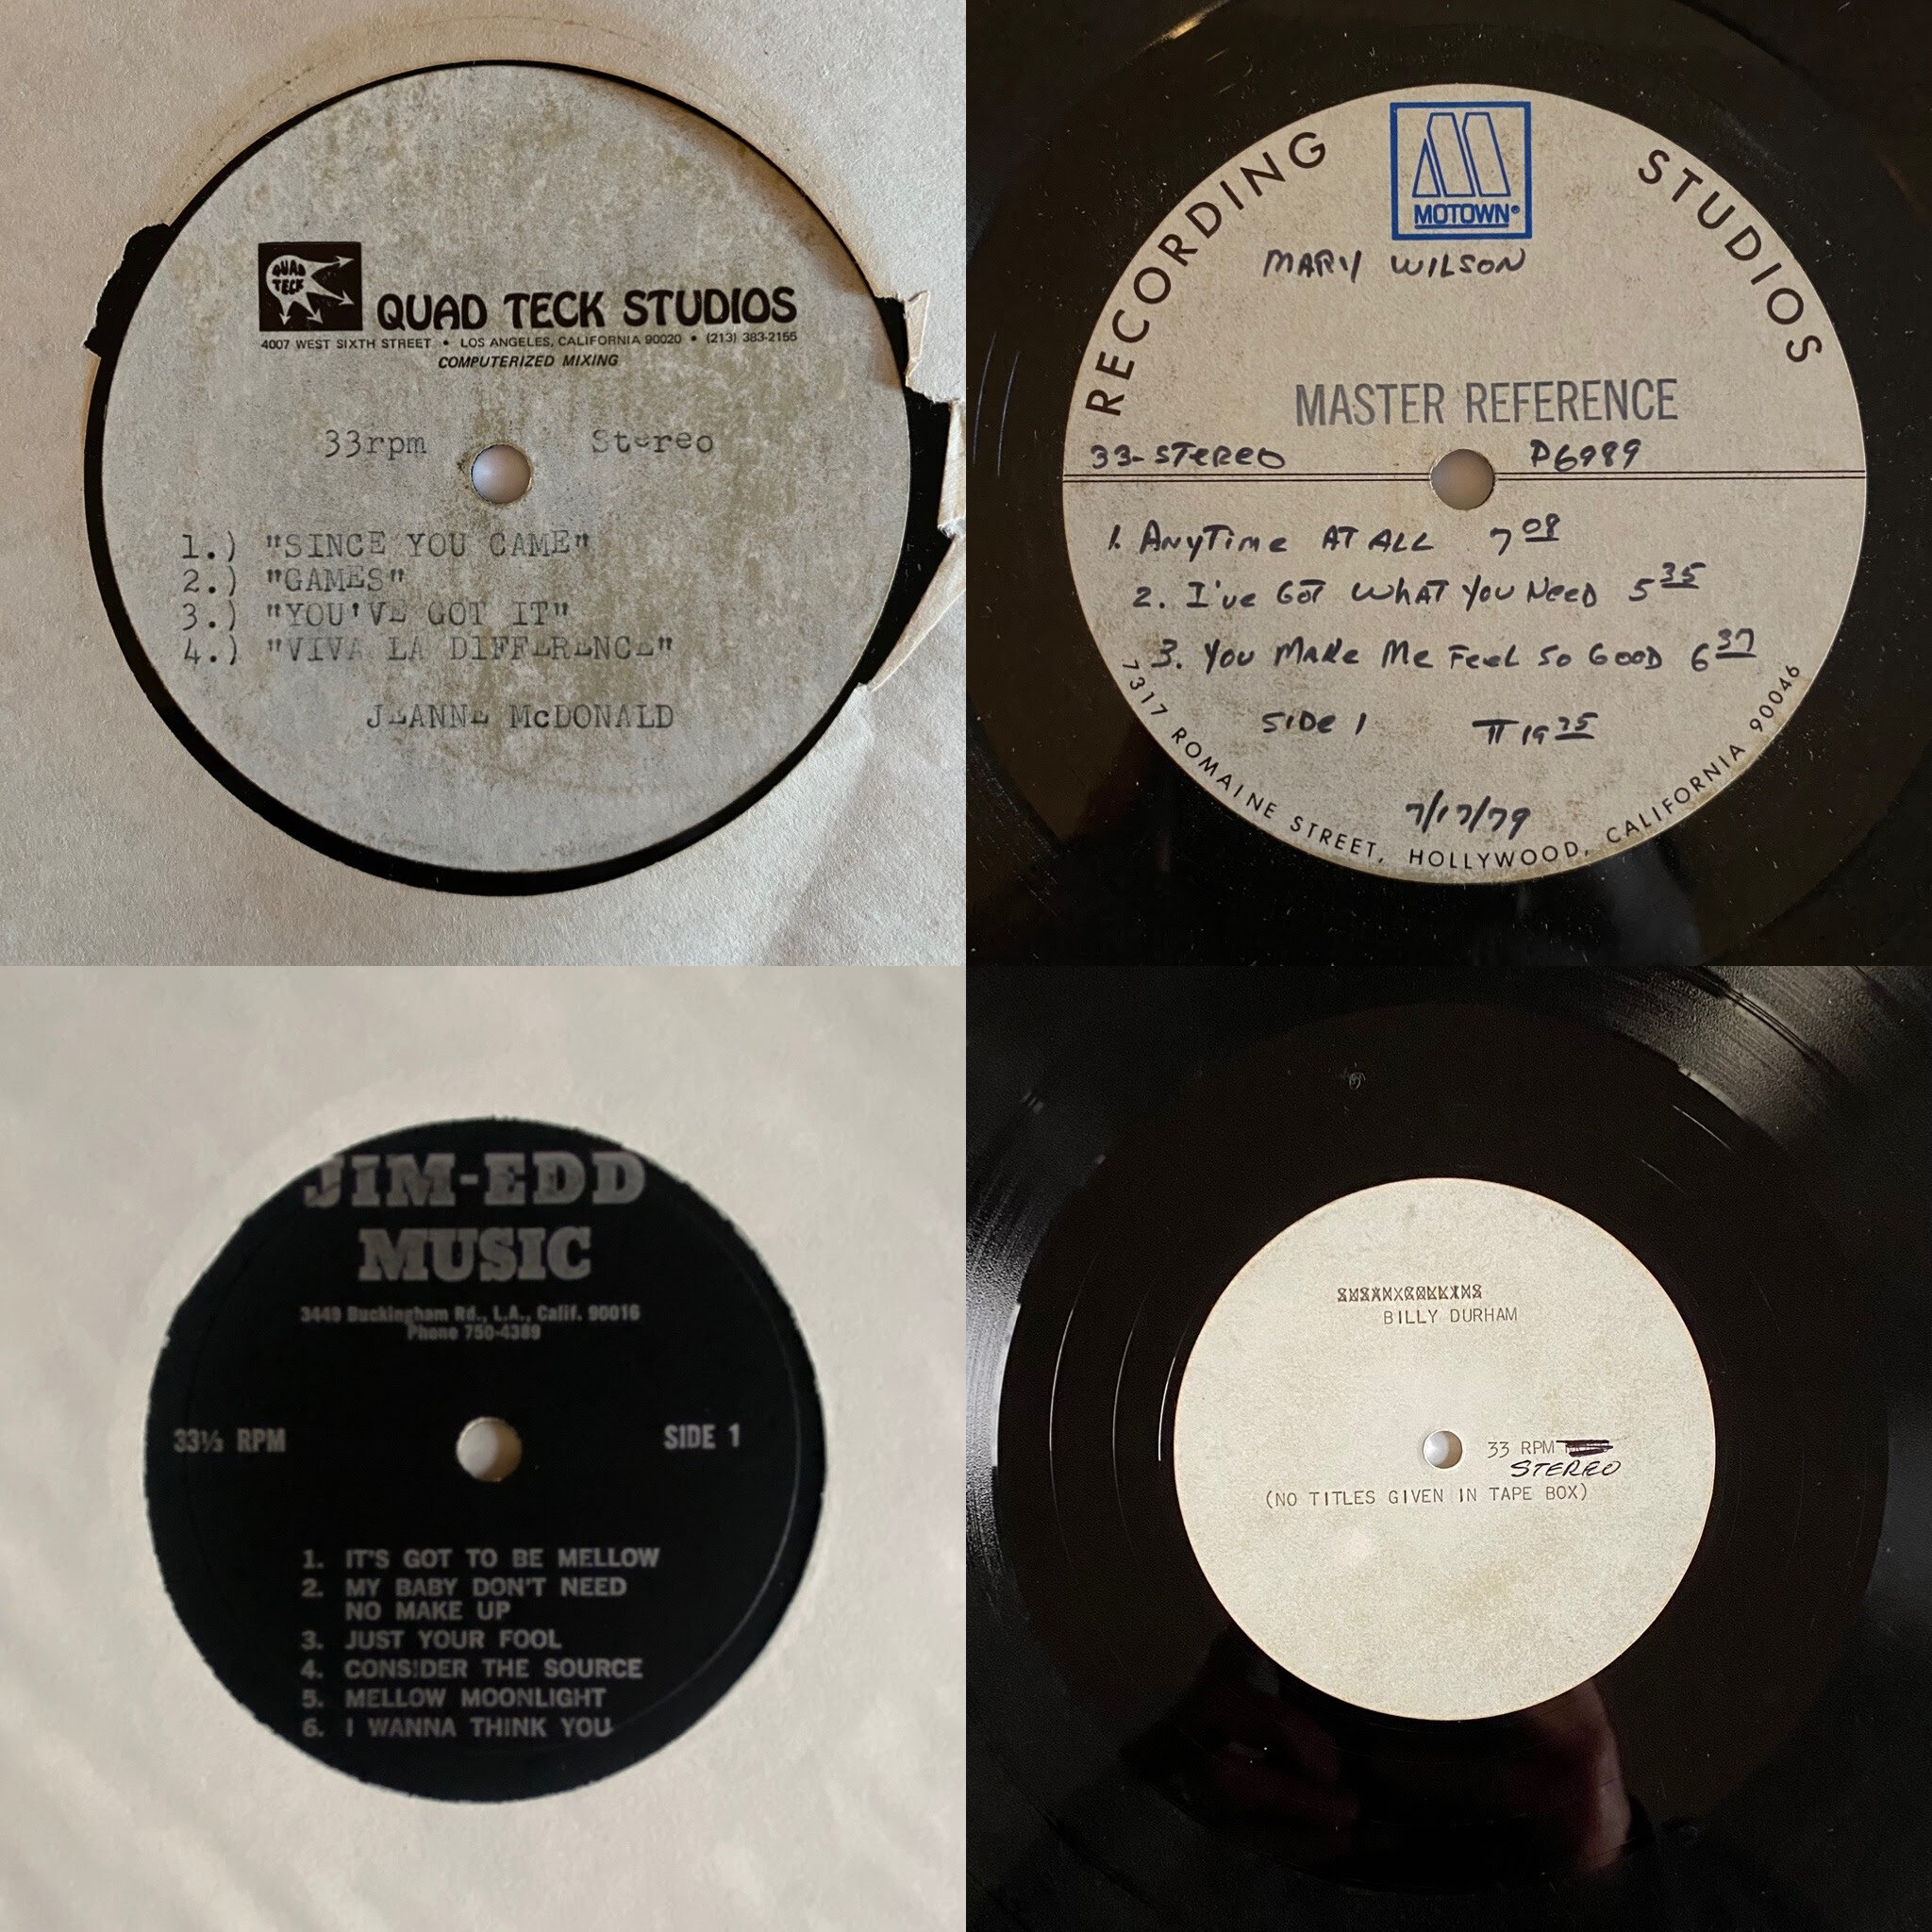 QUAD
TECK
QUAD TECK STUDIOS
4007 WEST SIXTH STREET • LOS ANGELES, CALIFORNIA 90020 • (213) 383-2155
COMPUTERIZED MIXING
33rpm Stereo
1.) "SINCE YOU CAME"
2.) "GAMES"
3.) "YOU'VE GOT IT"
4.) "VIVA LA DIFFERENCE"
JEANNE McDONALD
RECORDING STUDIOS
MOTOWN®
MARY WILSON
MASTER REFERENCE
33-STEREO P6989
1. ANYTIME AT ALL 7 08
2. I'VE GOT WHAT YOU NEED 5 35
3. YOU MAKE ME FEEL SO GOOD 6 37
SIDE 1 TT 19 25
7/17/79
7317 ROMAINE STREET, HOLLYWOOD, CALIFORNIA 90046
JIM-EDD
MUSIC
3449 Buckingham Rd., L.A., Calif. 90016
Phone 750-4389
33⅓ RPM SIDE 1
1. IT'S GOT TO BE MELLOW
2. MY BABY DON'T NEED
NO MAKE UP
3. JUST YOUR FOOL
4. CONSIDER THE SOURCE
5. MELLOW MOONLIGHT
6. I WANNA THINK YOU
BILLY DURHAM
33 RPM
STEREO
(NO TITLES GIVEN IN TAPE BOX)